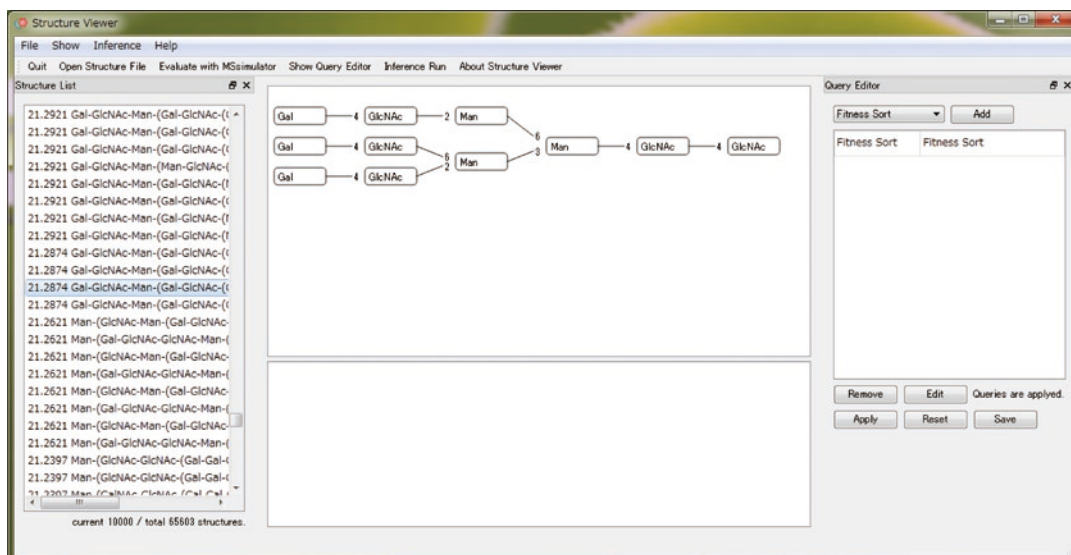 Structure Viewer
File Show Inference Help
Quit Open Structure File Evaluate with MSsimulator Show Query Editor Inference Run About Structure Viewer
Structure List
21.2921 Gal-GlcNAc-Man-(Gal-GlcNAc-(
21.2921 Gal-GlcNAc-Man-(Gal-GlcNAc-(
21.2921 Gal-GlcNAc-Man-(Gal-GlcNAc-(
21.2921 Gal-GlcNAc-Man-(Man-GlcNAc-(
21.2921 Gal-GlcNAc-Man-(Gal-GlcNAc-(
21.2921 Gal-GlcNAc-Man-(Gal-GlcNAc-(
21.2921 Gal-GlcNAc-Man-(Gal-GlcNAc-(
21.2921 Gal-GlcNAc-Man-(Gal-GlcNAc-(
21.2874 Gal-GlcNAc-Man-(Gal-GlcNAc-(
21.2874 Gal-GlcNAc-Man-(Gal-GlcNAc-(
21.2874 Gal-GlcNAc-Man-(Gal-GlcNAc-(
21.2874 Gal-GlcNAc-Man-(Gal-GlcNAc-(
21.2621 Man-(GlcNAc-Man-(Gal-GlcNAc-
21.2621 Man-(Gal-GlcNAc-GlcNAc-Man-(
21.2621 Man-(GlcNAc-Man-(Gal-GlcNAc-
21.2621 Man-(Gal-GlcNAc-GlcNAc-Man-(
21.2621 Man-(GlcNAc-Man-(Gal-GlcNAc-
21.2621 Man-(Gal-GlcNAc-GlcNAc-Man-(
21.2621 Man-(GlcNAc-Man-(Gal-GlcNAc-
21.2621 Man-(Gal-GlcNAc-GlcNAc-Man-(
21.2397 Man-(GlcNAc-GlcNAc-(Gal-Gal-
21.2397 Man-(GlcNAc-GlcNAc-(Gal-Gal-
current 10000 / total 65603 structures.
Gal 4 GlcNAc 2 Man
6
Gal 4 GlcNAc
6
Man
3
Man 4 GlcNAc 4 GlcNAc
2
Gal 4 GlcNAc
Query Editor
Fitness Sort Add
Fitness Sort Fitness Sort
Remove Edit Queries are applyed.
Apply Reset Save